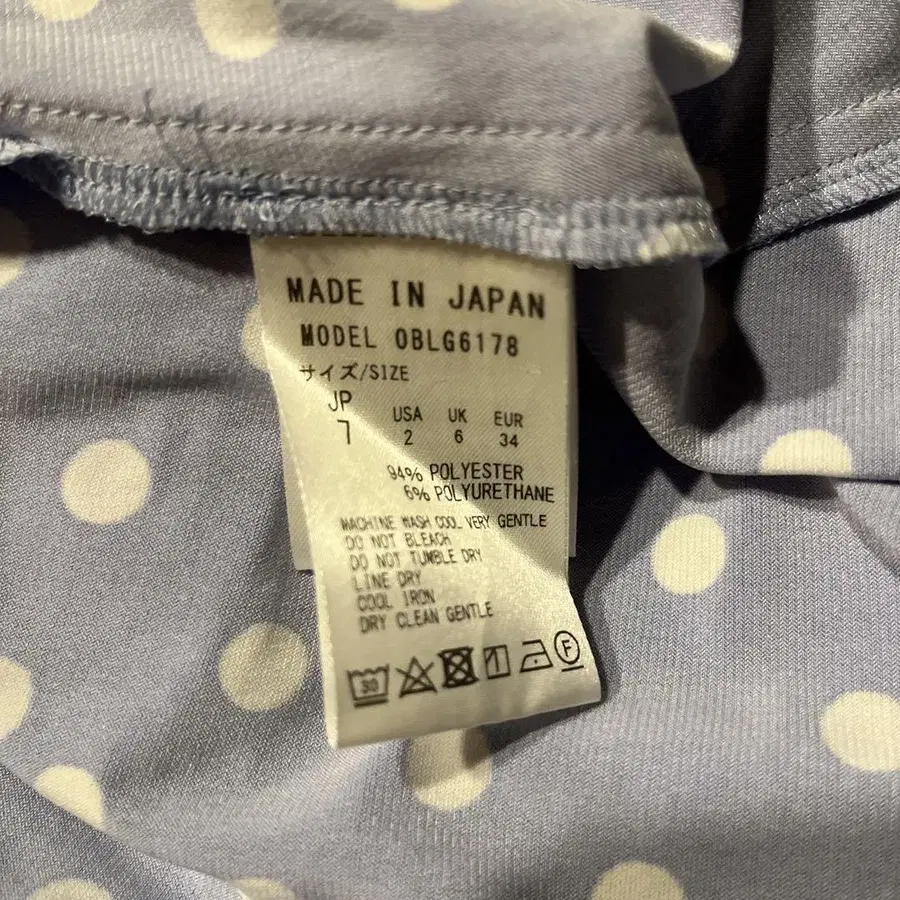 MADE IN JAPAN
MODEL OBLG6178
サイズ/SIZE
JP USA UK EUR
7 2 6 34
94% POLYESTER
6% POLYURETHANE
MACHINE WASH COOL VERY GENTLE
DO NOT BLEACH
DO NOT TUMBLE DRY
LINE DRY
COOL IRON
DRY CLEAN GENTLE
30 F